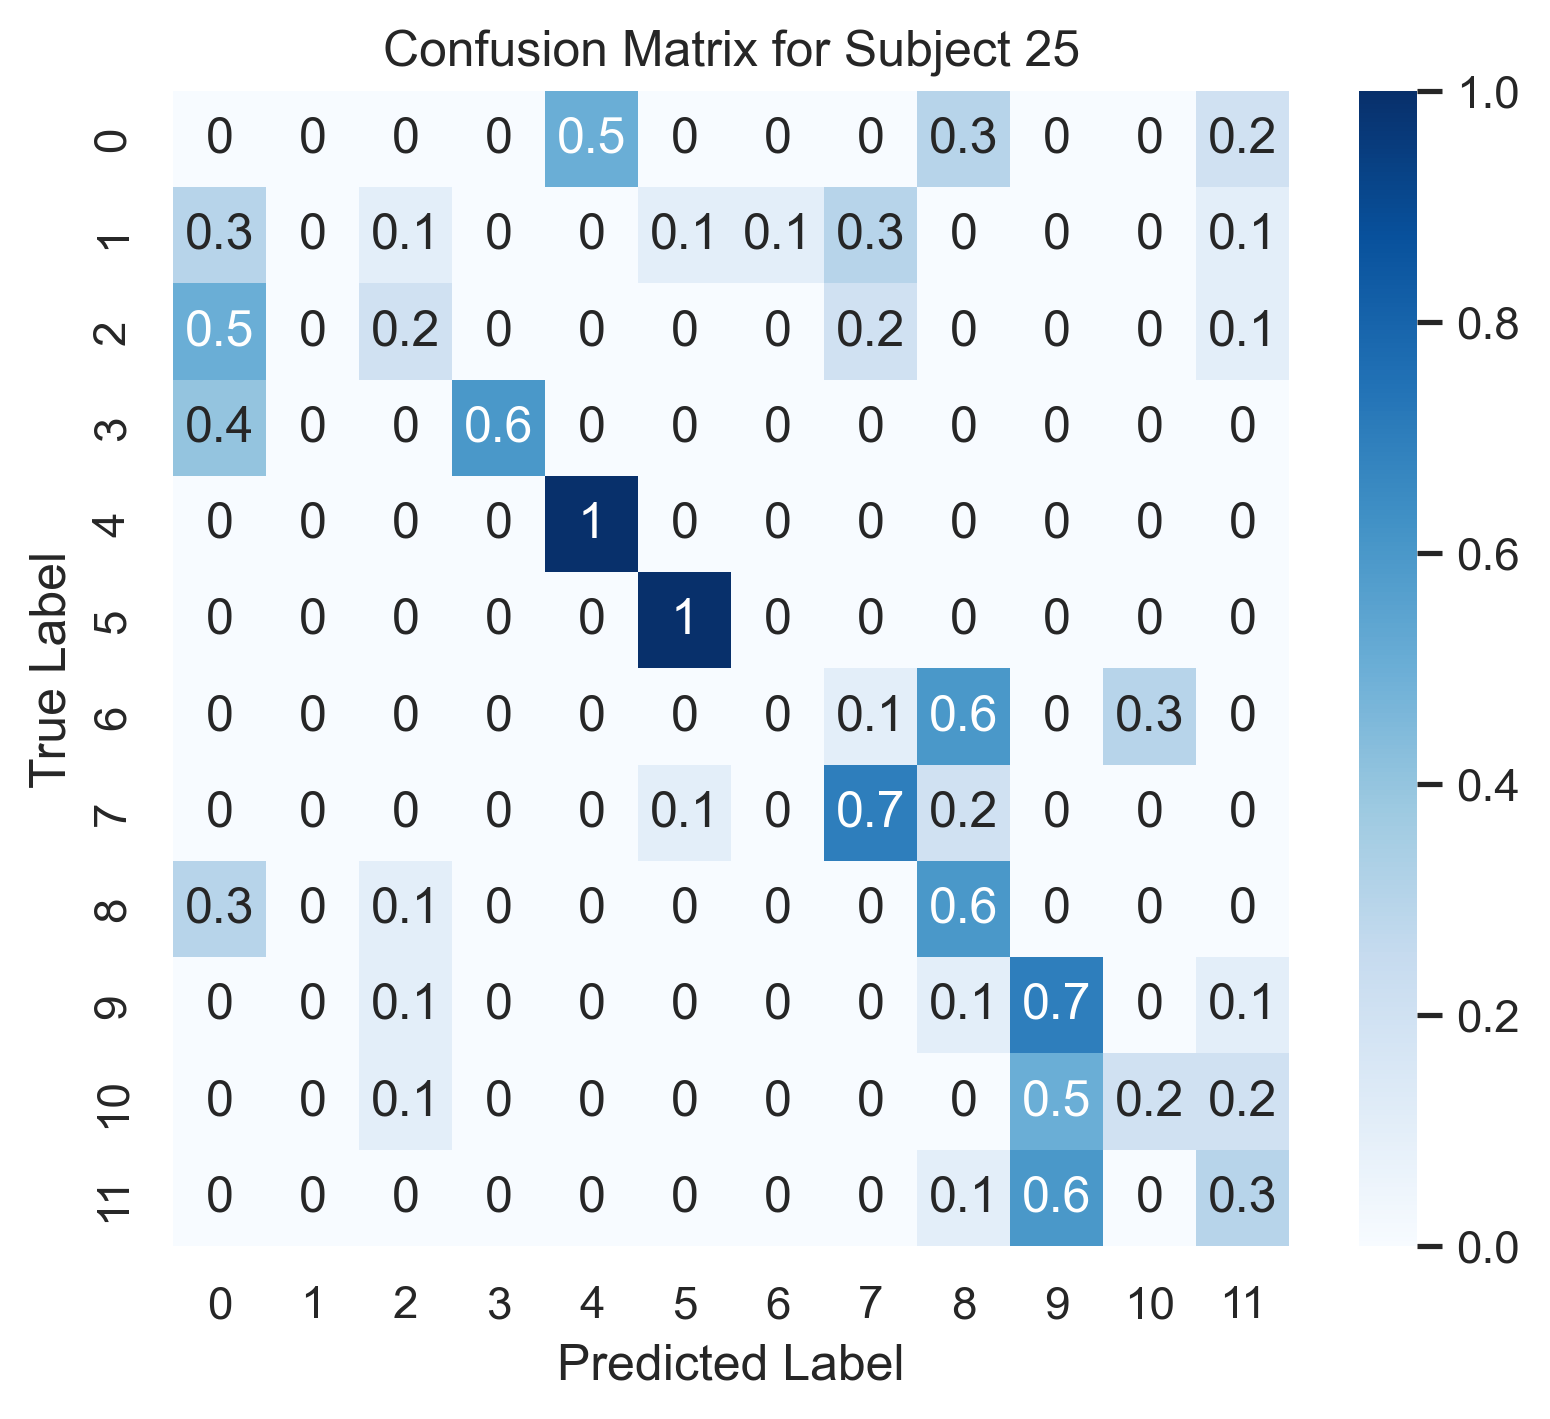 Confusion Matrix for Subject 25
0 0 0 0 0 0.5 0 0 0 0.3 0 0 0.2
1 0.3 0 0.1 0 0 0.1 0.1 0.3 0 0 0 0.1
2 0.5 0 0.2 0 0 0 0 0.2 0 0 0 0.1
3 0.4 0 0 0.6 0 0 0 0 0 0 0 0
4 0 0 0 0 1 0 0 0 0 0 0 0
5 0 0 0 0 0 1 0 0 0 0 0 0
6 0 0 0 0 0 0 0 0.1 0.6 0 0.3 0
7 0 0 0 0 0 0.1 0 0.7 0.2 0 0 0
8 0.3 0 0.1 0 0 0 0 0 0.6 0 0 0
9 0 0 0.1 0 0 0 0 0 0.1 0.7 0 0.1
10 0 0 0.1 0 0 0 0 0 0 0.5 0.2 0.2
11 0 0 0 0 0 0 0 0 0.1 0.6 0 0.3
0 1 2 3 4 5 6 7 8 9 10 11
Predicted Label
True Label
1.0
0.8
0.6
0.4
0.2
0.0